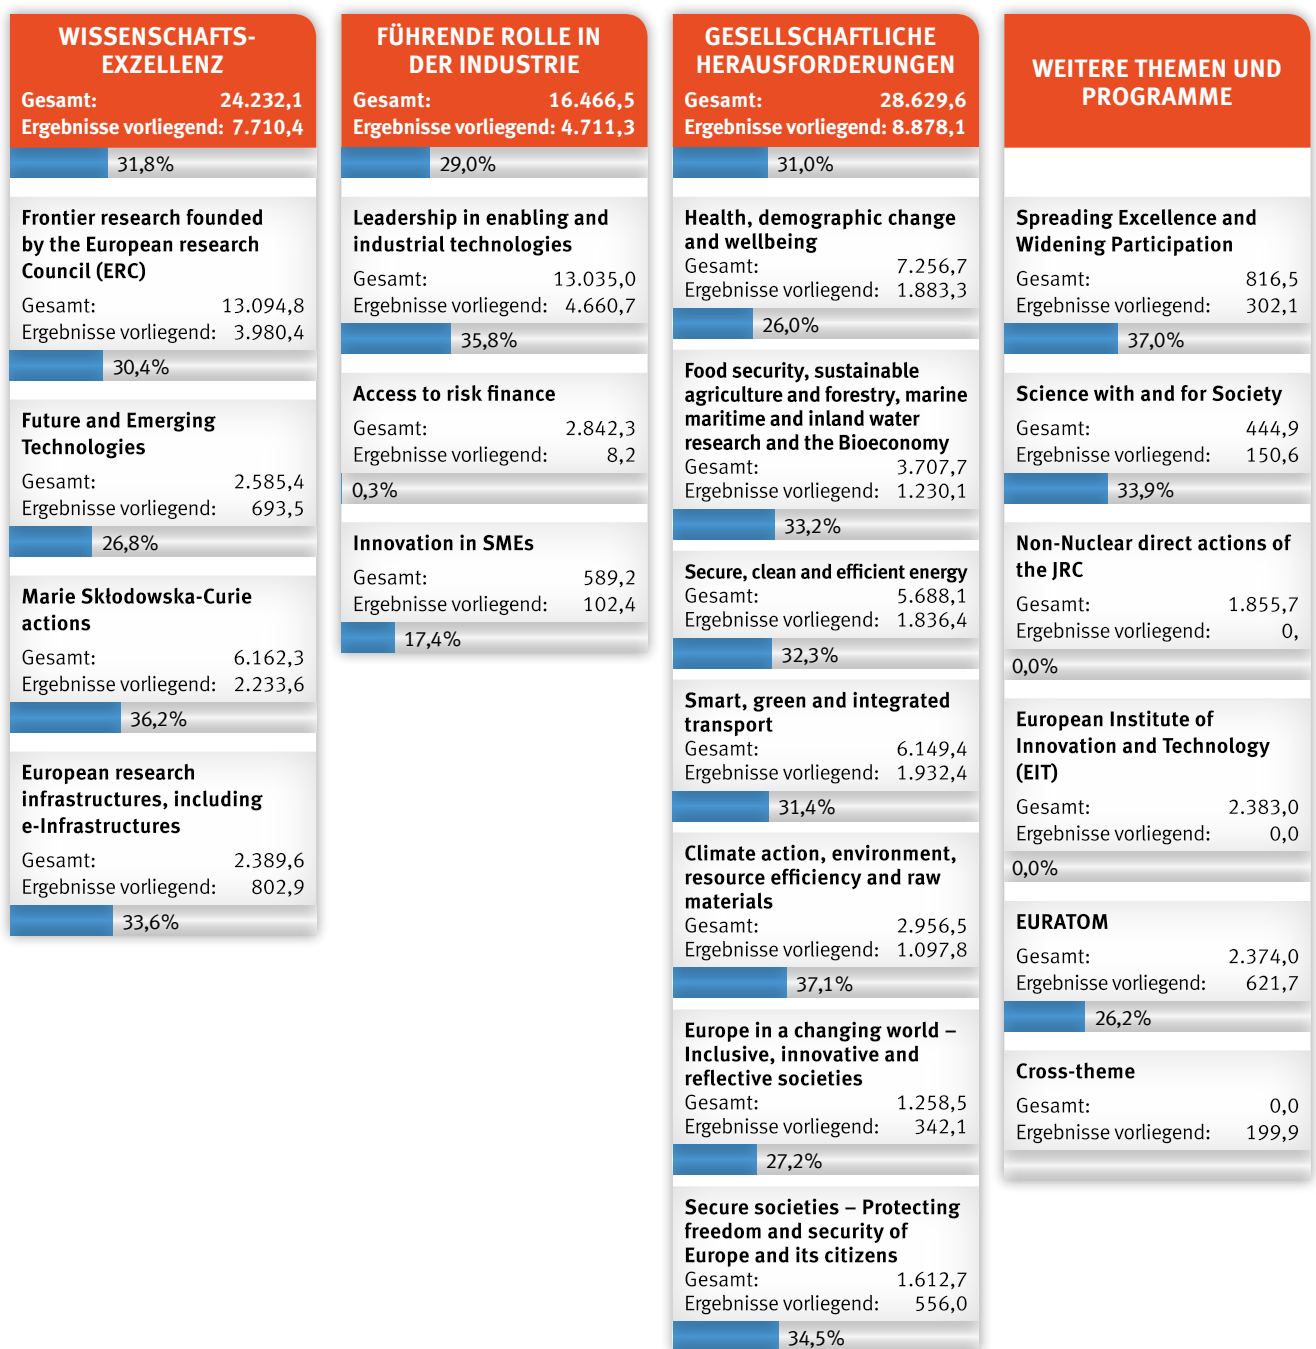 WISSENSCHAFTS-
EXZELLENZ
Gesamt: 24.232,1
Ergebnisse vorliegend: 7.710,4
31,8%
Frontier research founded
by the European research
Council (ERC)
Gesamt: 13.094,8
Ergebnisse vorliegend: 3.980,4
30,4%
Future and Emerging
Technologies
Gesamt: 2.585,4
Ergebnisse vorliegend: 693,5
26,8%
Marie Skłodowska-Curie
actions
Gesamt: 6.162,3
Ergebnisse vorliegend: 2.233,6
36,2%
European research
infrastructures, including
e-Infrastructures
Gesamt: 2.389,6
Ergebnisse vorliegend: 802,9
33,6%
FÜHRENDE ROLLE IN
DER INDUSTRIE
Gesamt: 16.466,5
Ergebnisse vorliegend: 4.711,3
29,0%
Leadership in enabling and
industrial technologies
Gesamt: 13.035,0
Ergebnisse vorliegend: 4.660,7
35,8%
Access to risk finance
Gesamt: 2.842,3
Ergebnisse vorliegend: 8,2
0,3%
Innovation in SMEs
Gesamt: 589,2
Ergebnisse vorliegend: 102,4
17,4%
GESELLSCHAFTLICHE
HERAUSFORDERUNGEN
Gesamt: 28.629,6
Ergebnisse vorliegend: 8.878,1
31,0%
Health, demographic change
and wellbeing
Gesamt: 7.256,7
Ergebnisse vorliegend: 1.883,3
26,0%
Food security, sustainable
agriculture and forestry, marine
maritime and inland water
research and the Bioeconomy
Gesamt: 3.707,7
Ergebnisse vorliegend: 1.230,1
33,2%
Secure, clean and efficient energy
Gesamt: 5.688,1
Ergebnisse vorliegend: 1.836,4
32,3%
Smart, green and integrated
transport
Gesamt: 6.149,4
Ergebnisse vorliegend: 1.932,4
31,4%
Climate action, environment,
resource efficiency and raw
materials
Gesamt: 2.956,5
Ergebnisse vorliegend: 1.097,8
37,1%
Europe in a changing world –
Inclusive, innovative and
reflective societies
Gesamt: 1.258,5
Ergebnisse vorliegend: 342,1
27,2%
Secure societies – Protecting
freedom and security of
Europe and its citizens
Gesamt: 1.612,7
Ergebnisse vorliegend: 556,0
34,5%
WEITERE THEMEN UND
PROGRAMME
Spreading Excellence and
Widening Participation
Gesamt: 816,5
Ergebnisse vorliegend: 302,1
37,0%
Science with and for Society
Gesamt: 444,9
Ergebnisse vorliegend: 150,6
33,9%
Non-Nuclear direct actions of
the JRC
Gesamt: 1.855,7
Ergebnisse vorliegend: 0,
0,0%
European Institute of
Innovation and Technology
(EIT)
Gesamt: 2.383,0
Ergebnisse vorliegend: 0,0
0,0%
EURATOM
Gesamt: 2.374,0
Ergebnisse vorliegend: 621,7
26,2%
Cross-theme
Gesamt: 0,0
Ergebnisse vorliegend: 199,9